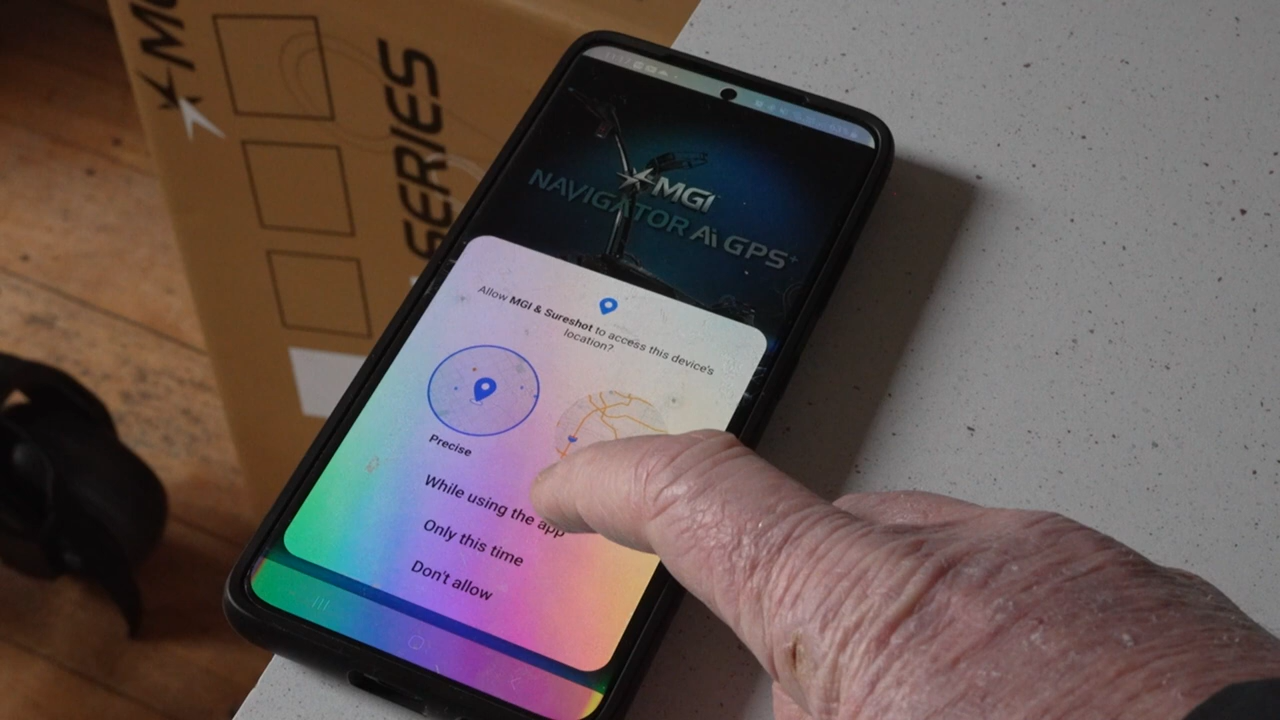 SERIES
MGI
NAVIGATOR Ai GPS+
Allow MGI & Sureshot to access this device's
location?
Precise
While using the app
Only this time
Don't allow